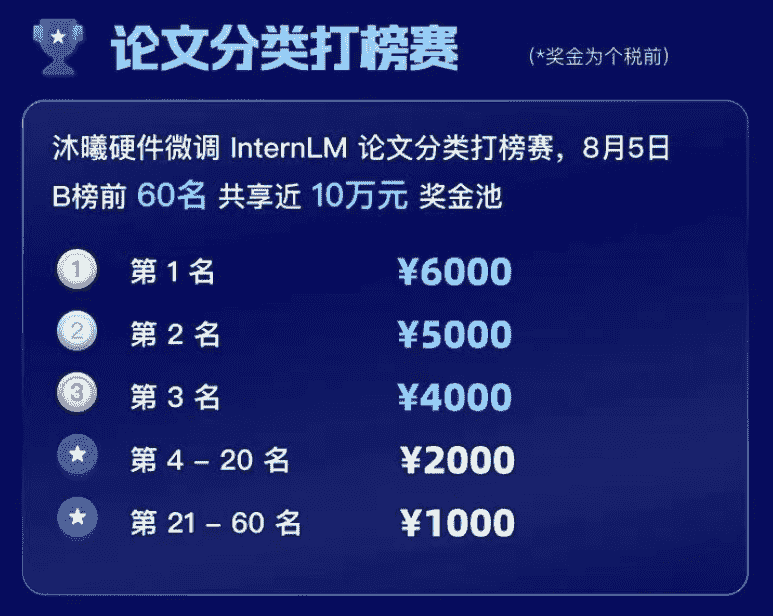 论文分类打榜赛 (*奖金为个税前)
沐曦硬件微调 InternLM 论文分类打榜赛，8月5日
B榜前 60名 共享近 10万元 奖金池
1 第 1 名 ¥6000
2 第 2 名 ¥5000
3 第 3 名 ¥4000
第 4 – 20 名 ¥2000
第 21 – 60 名 ¥1000